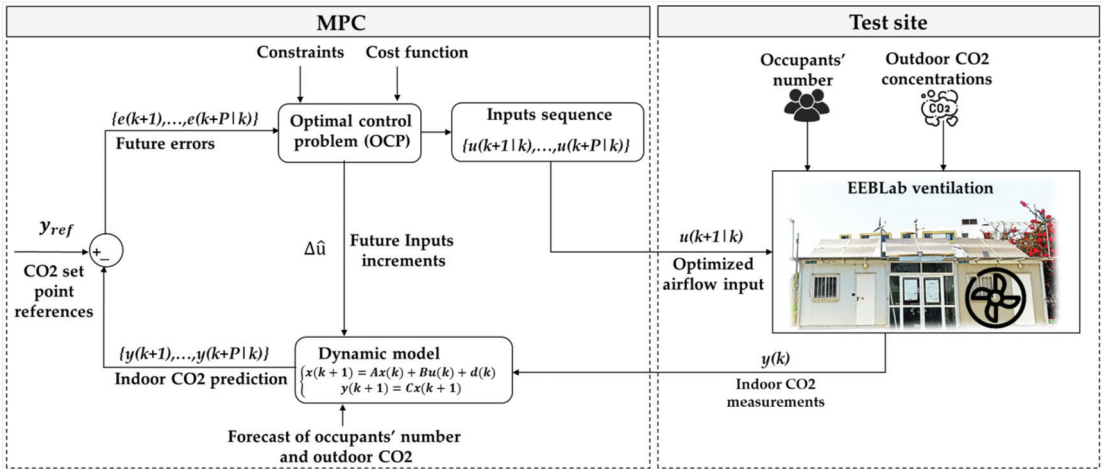 MPC
Constraints
Cost function
{e(k+1),…,e(k+P|k)}
Future errors
Optimal control
problem (OCP)
Inputs sequence
{u(k+1|k),…,u(k+P|k)}
y_ref
+
−
CO2 set
point
references
Δû
Future Inputs
increments
{y(k+1),…,y(k+P|k)}
Indoor CO2 prediction
Dynamic model
{x(k + 1) = Ax(k) + Bu(k) + d(k)
y(k + 1) = Cx(k + 1)
Forecast of occupants' number
and outdoor CO2
Test site
Occupants'
number
Outdoor CO2
concentrations
CO2
EEBLab ventilation
u(k+1|k)
Optimized
airflow input
y(k)
Indoor CO2
measurements